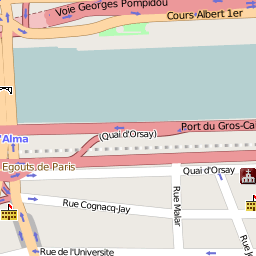 Voie Georges Pompidou
Cours Albert 1er
Port du Gros-Ca
(Quai d'Orsay)
'Alma
Egouts de Paris
Quai d'Orsay
Rue Cognacq-Jay
Rue Malar
Rue de l'Universite
Rue J